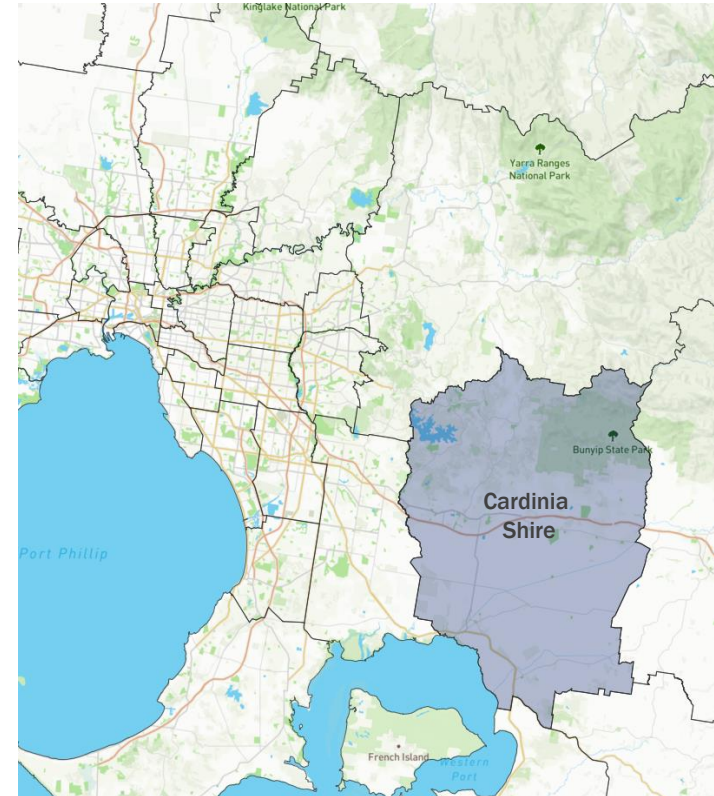 Kinglake National Park
Yarra Ranges
National Park
Bunyip State Park
Cardinia
Shire
Port Phillip
French Island
Western
Port